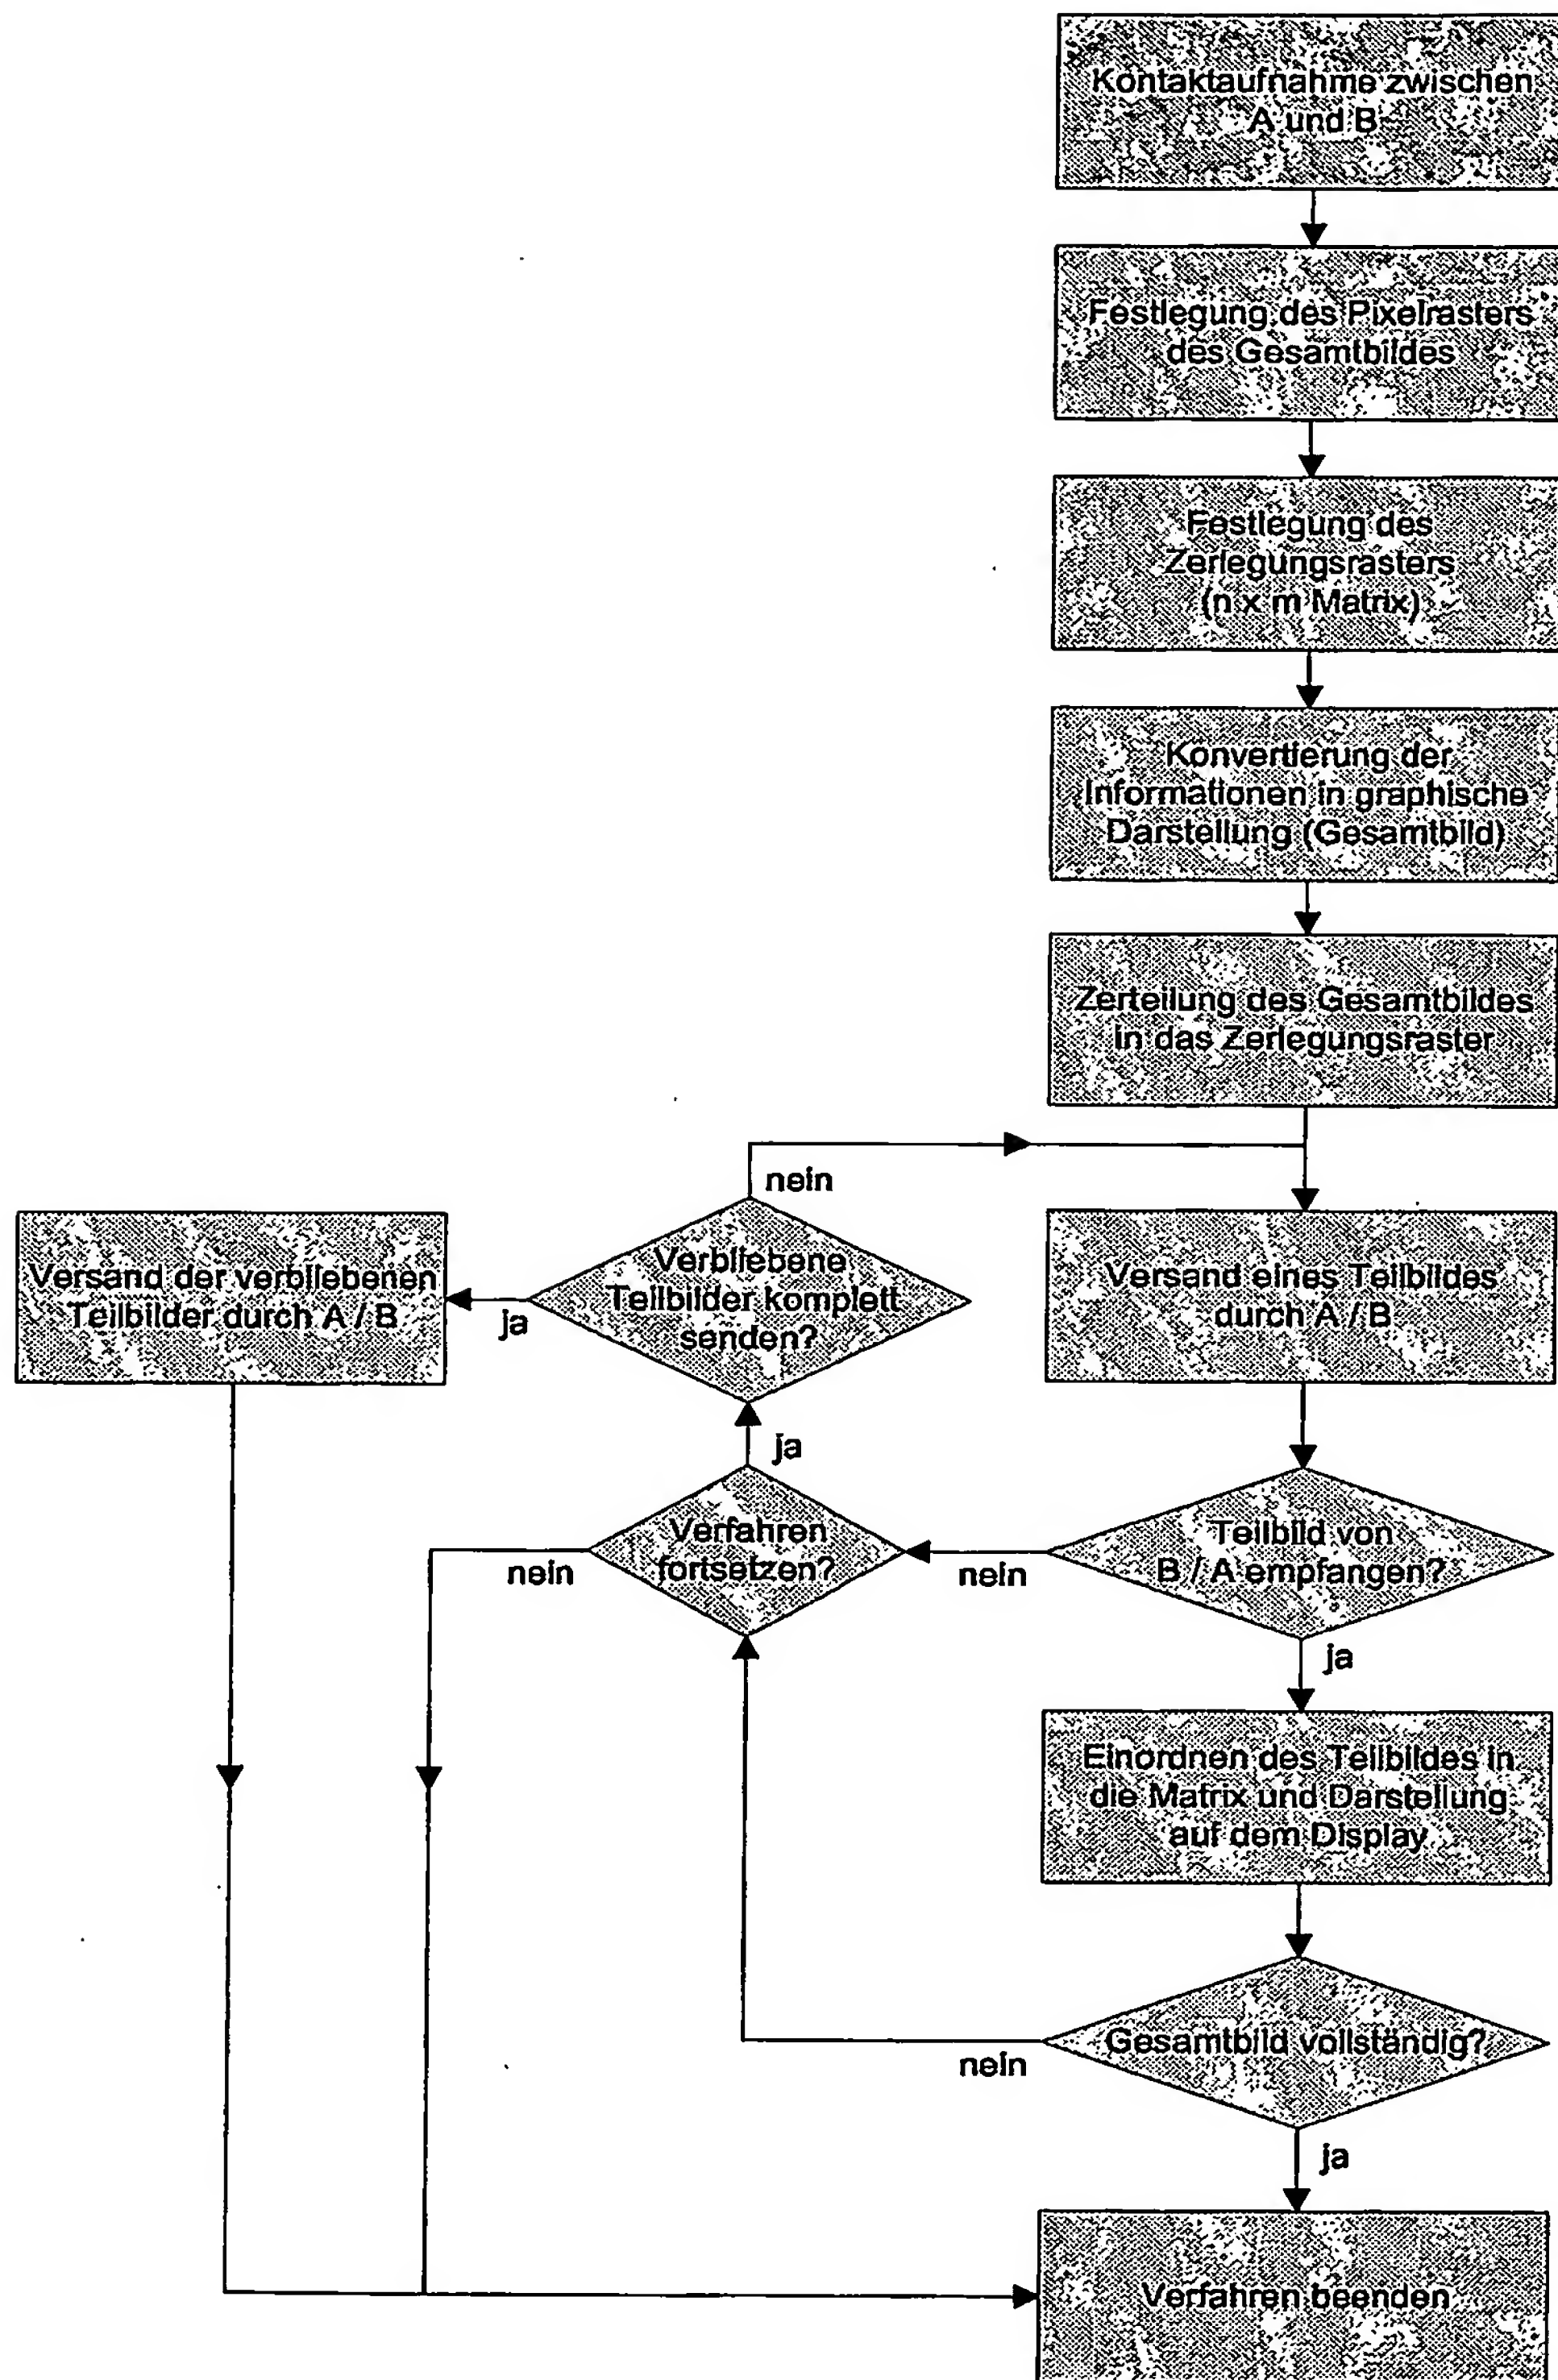 Kontaktaufnahme zwischen
A und B
Festlegung des Pixelrasters
des Gesamtbildes
Festlegung des
Zerlegungsrasters
(n x m Matrix)
Konvertierung der
Informationen in graphische
Darstellung (Gesamtbild)
Zerteilung des Gesamtbildes
in das Zerlegungsraster
nein
Versand der verbliebenen
Teilbilder durch A / B
ja
Verbliebene
Teilbilder komplett
senden?
Versand eines Teilbildes
durch A / B
ja
nein
Verfahren
fortsetzen?
nein
Teilbild von
B / A empfangen?
ja
Einordnen des Teilbildes in
die Matrix und Darstellung
auf dem Display
nein
Gesamtbild vollständig?
ja
Verfahren beenden